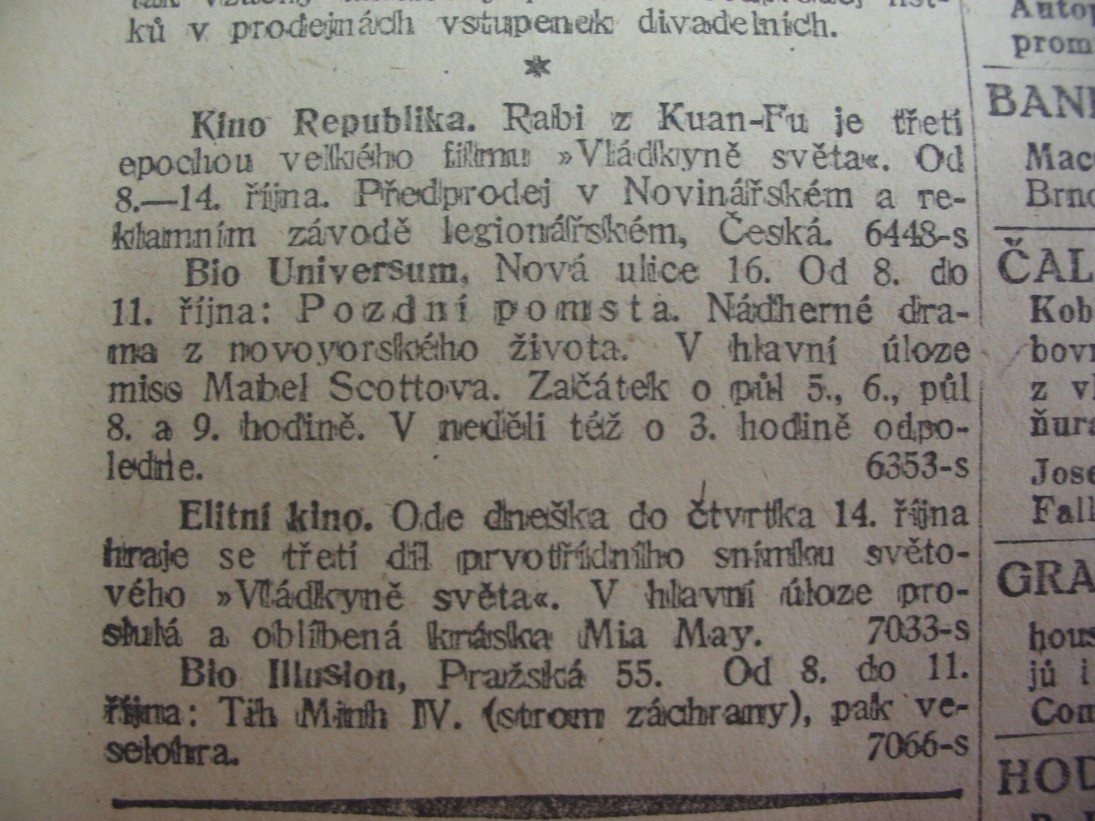 ků v prodejnách vstupenek divadelních.
*
Kino Republika. Rabi z Kuan-Fu je třetí
epochou velkého filmu »Vládkyně světa«. Od
8.—14. října. Předprodej v Novinářském a re-
klamním závodě legionářském, Česká. 6448-s
Bio Universum, Nová ulice 16. Od 8. do
11. října: Pozdní pomsta. Nádherné dra-
ma z novoyorského života. V hlavní úloze
miss Mabel Scottova. Začátek o půl 5., 6., půl
8. a 9. hodině. V neděli též o 3. hodině odpo-
ledne. 6353-s
Elitní kino. Ode dneška do čtvrtka 14. října
hraje se třetí díl prvotřídního snímku světo-
vého »Vládkyně světa«. V hlavní úloze pro-
slulá a oblíbená kráska Mia May. 7033-s
Bio Illusion, Pražská 55. Od 8. do 11.
října: Tih Minh IV. (strom záchrany), pak ve-
selohra. 7066-s
Autop
prom
BAN
Mac
Brno
ČAL
Kob
bovn
z vl
ňura
Jose
Fall
GRA
hous
jů i
Com
HOD